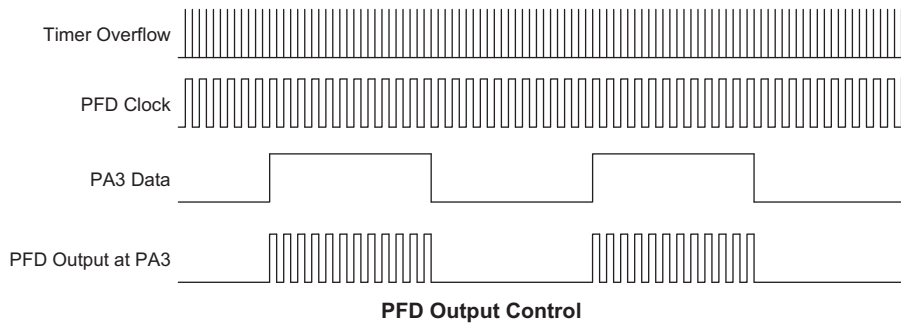 Timer Overflow
PFD Clock
PA3 Data
PFD Output at PA3
PFD Output Control